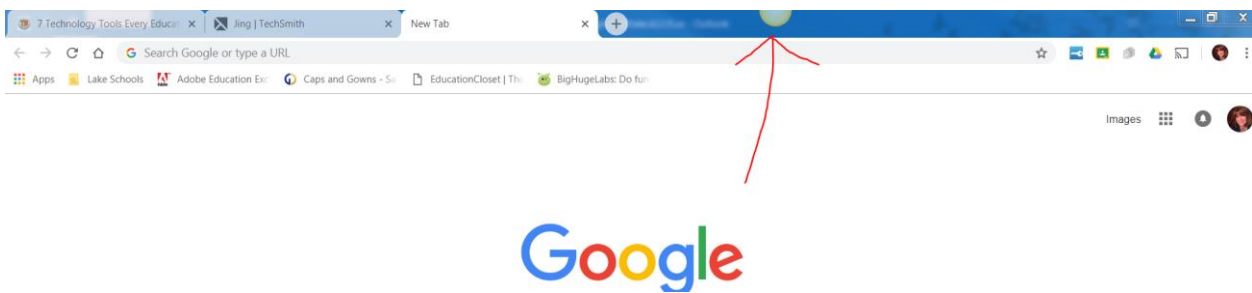 7 Technology Tools Every Educat
Jing | TechSmith
New Tab
Search Google or type a URL
Apps
Lake Schools
Adobe Education Exc
Caps and Gowns - Sa
EducationCloset | The
BigHugeLabs: Do fun
Images
Google